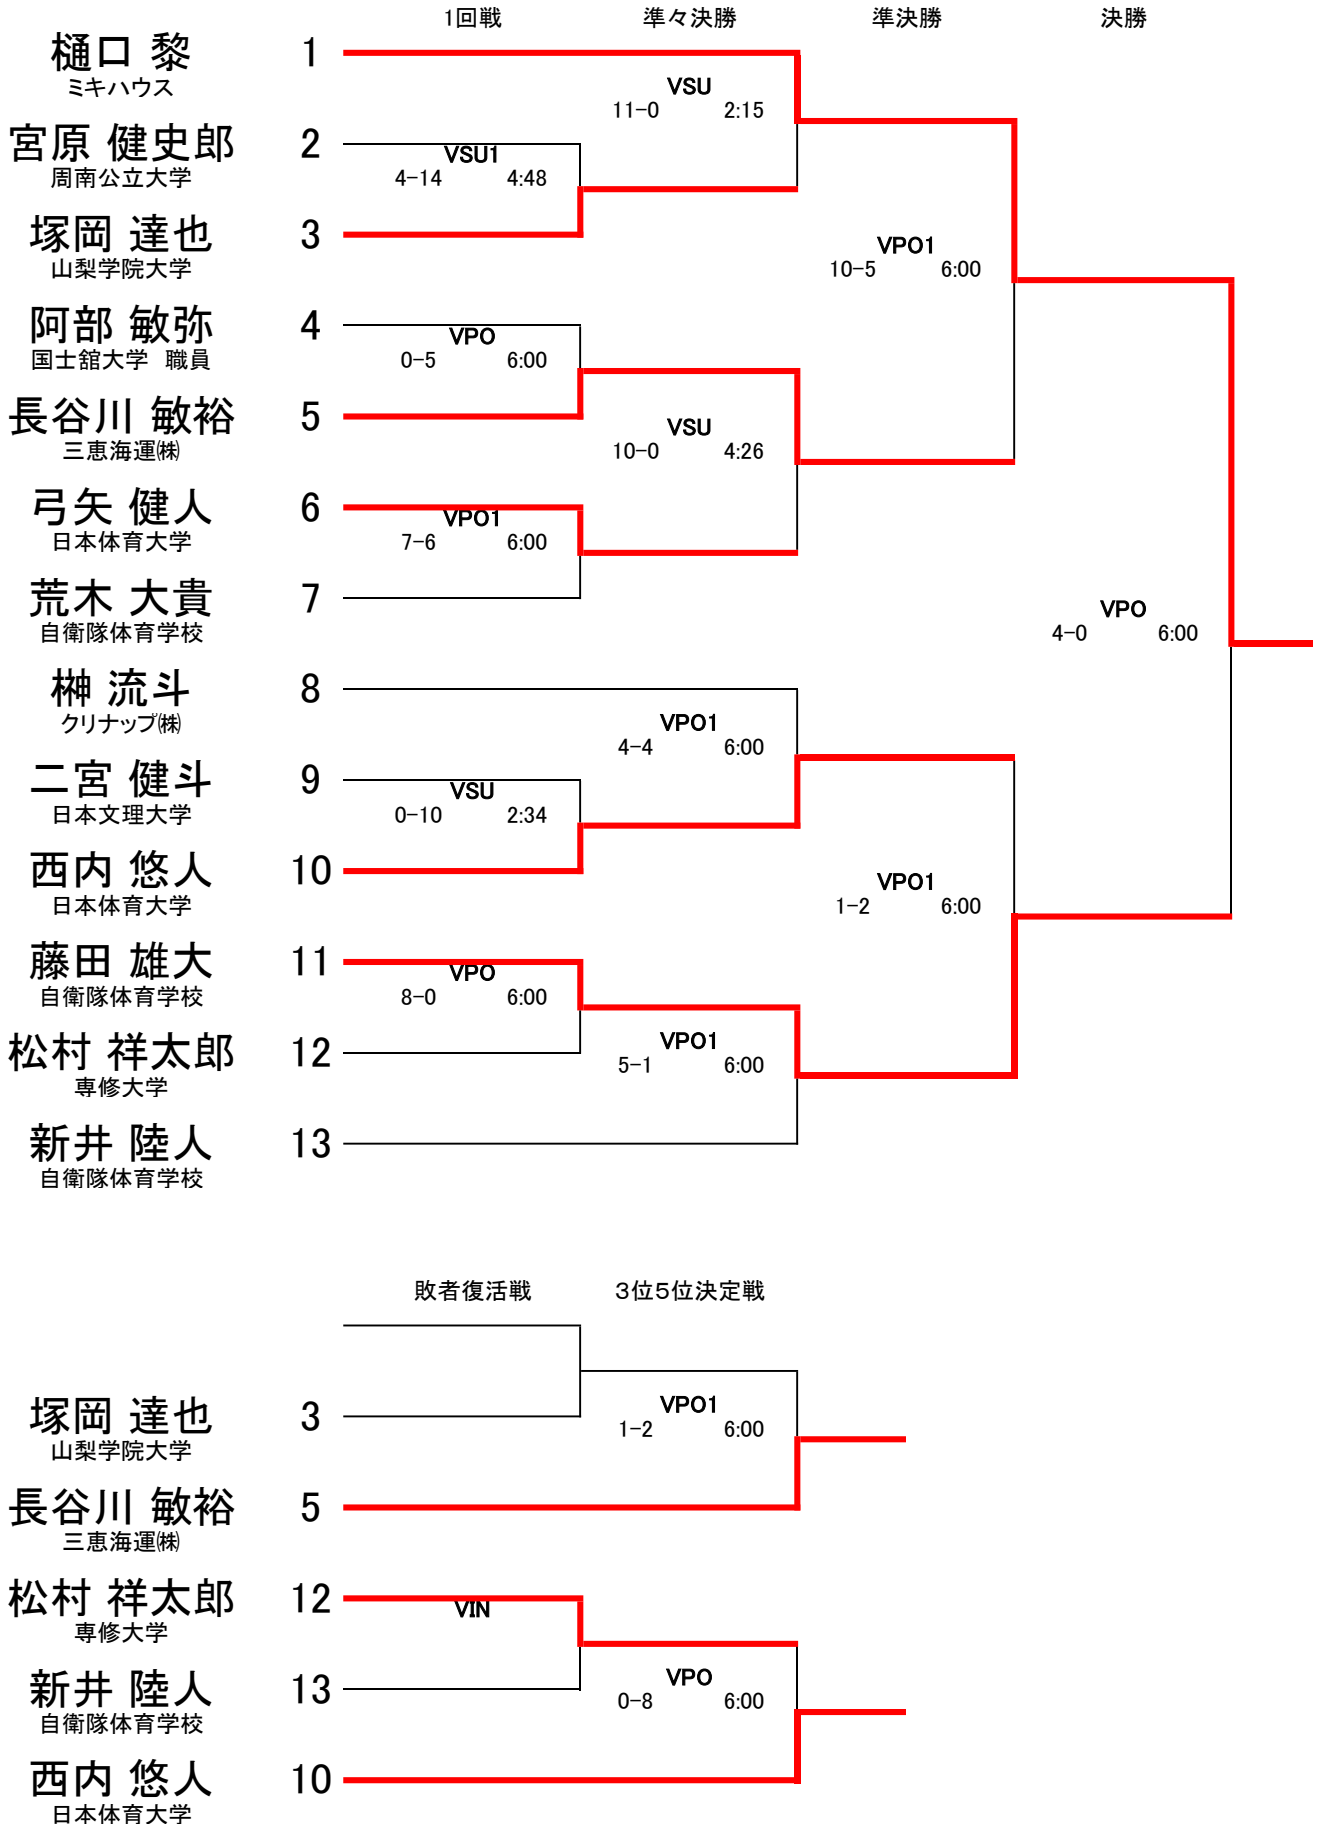 1回戦 準々決勝 準決勝 決勝
樋口 黎 1
ミキハウス
VSU
11-0 2:15
宮原 健史郎 2
周南公立大学
VSU1
4-14 4:48
塚岡 達也 3
山梨学院大学
VPO1
10-5 6:00
阿部 敏弥 4
国士舘大学 職員
VPO
0-5 6:00
長谷川 敏裕 5
三恵海運㈱
VSU
10-0 4:26
弓矢 健人 6
日本体育大学
VPO1
7-6 6:00
荒木 大貴 7
自衛隊体育学校
VPO
4-0 6:00
榊 流斗 8
クリナップ㈱
VPO1
4-4 6:00
二宮 健斗 9
日本文理大学
VSU
0-10 2:34
西内 悠人 10
日本体育大学
VPO1
1-2 6:00
藤田 雄大 11
自衛隊体育学校
VPO
8-0 6:00
松村 祥太郎 12
専修大学
VPO1
5-1 6:00
新井 陸人 13
自衛隊体育学校
敗者復活戦 3位5位決定戦
塚岡 達也 3
山梨学院大学
VPO1
1-2 6:00
長谷川 敏裕 5
三恵海運㈱
松村 祥太郎 12
専修大学
VIN
新井 陸人 13
自衛隊体育学校
VPO
0-8 6:00
西内 悠人 10
日本体育大学